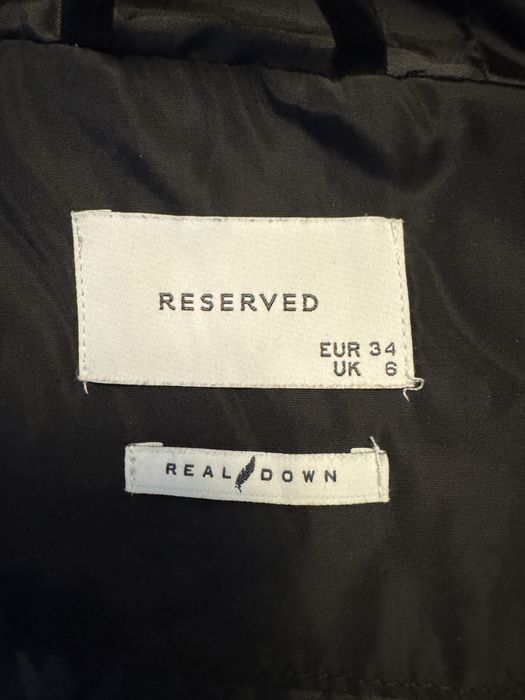 RESERVED
EUR 34
UK 6
REAL DOWN